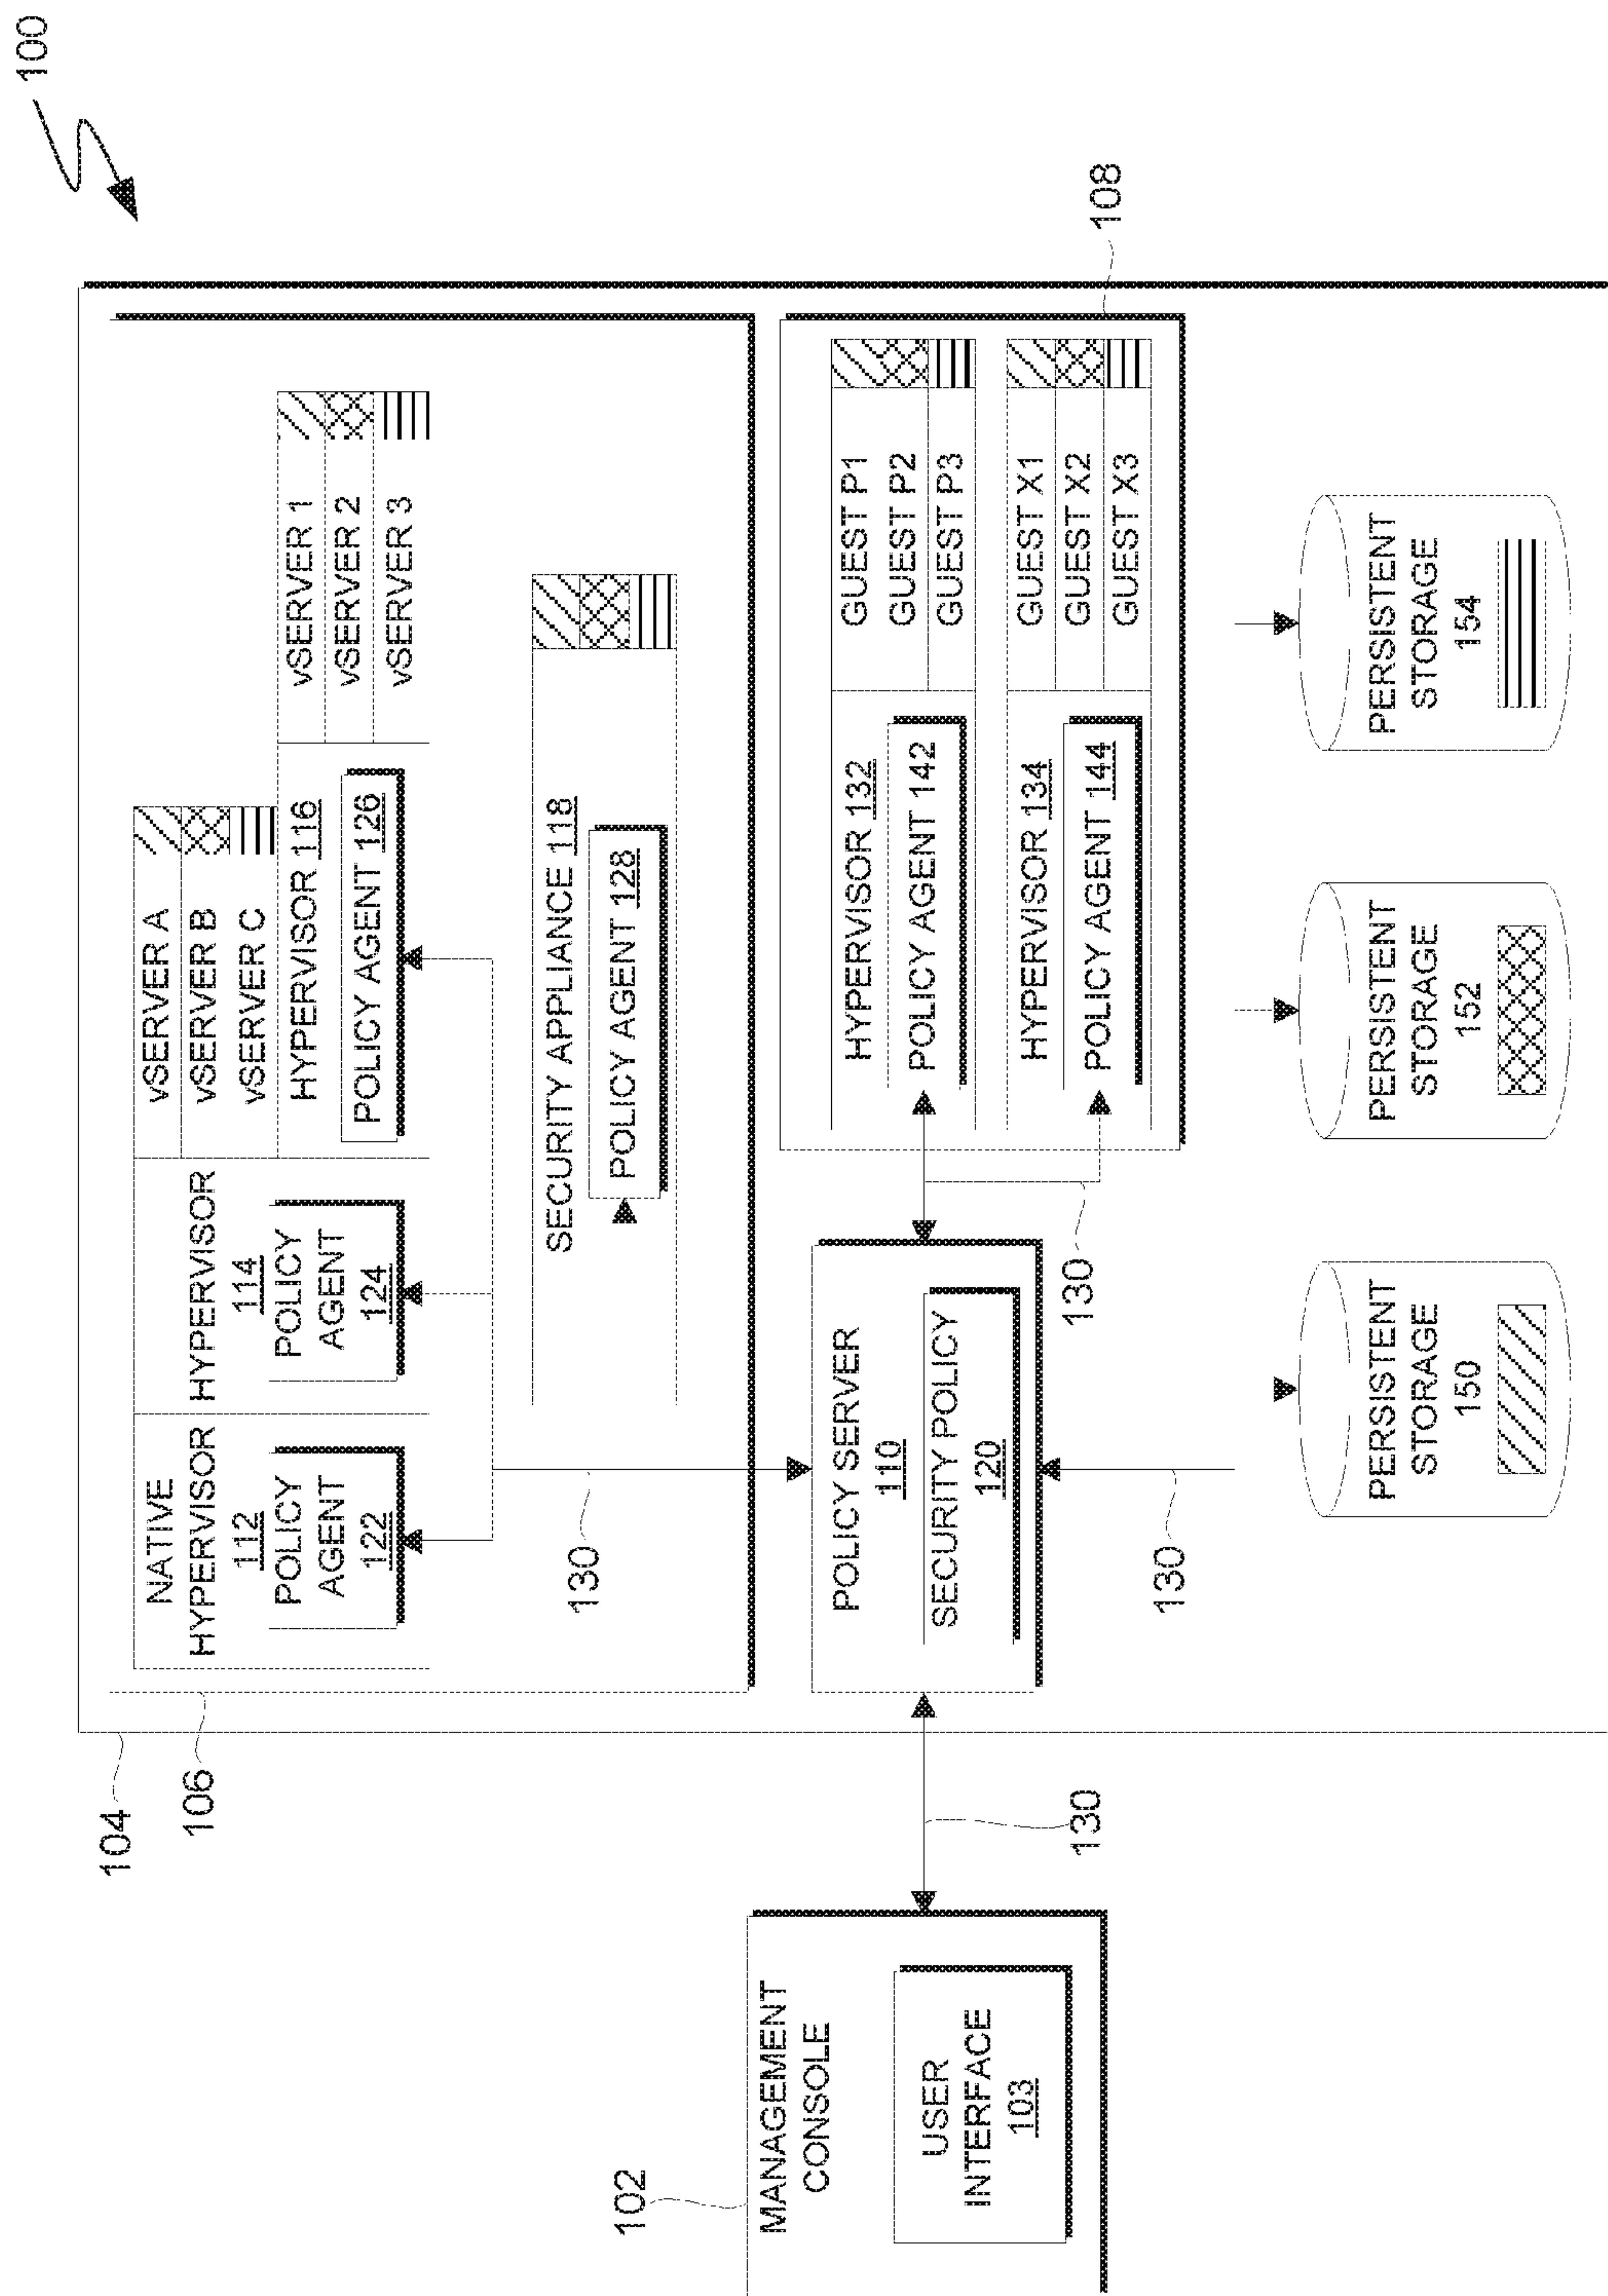 100
104
106
NATIVE
HYPERVISOR
112
POLICY
AGENT
122
HYPERVISOR
114
POLICY
AGENT
124
vSERVER A
vSERVER B
vSERVER C
HYPERVISOR 116
POLICY AGENT 126
vSERVER 1
vSERVER 2
vSERVER 3
SECURITY APPLIANCE 118
POLICY AGENT 128
130
102
MANAGEMENT
CONSOLE
USER
INTERFACE
103
130
POLICY SERVER
110
SECURITY POLICY
120
130
108
HYPERVISOR 132
POLICY AGENT 142
GUEST P1
GUEST P2
GUEST P3
HYPERVISOR 134
POLICY AGENT 144
GUEST X1
GUEST X2
GUEST X3
130
PERSISTENT
STORAGE
150
PERSISTENT
STORAGE
152
PERSISTENT
STORAGE
154